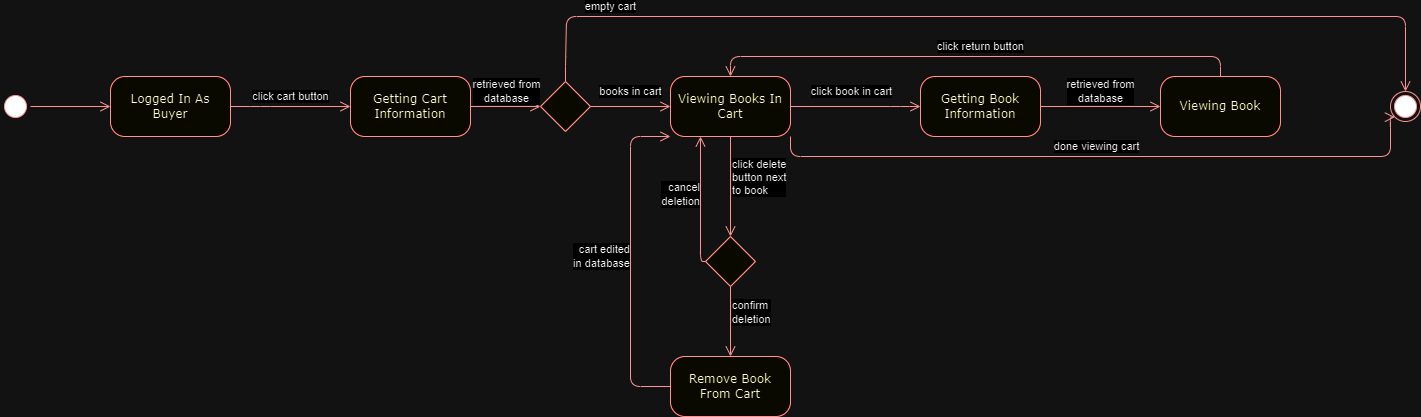 empty cart
click return button
Logged In As
Buyer
click cart button
Getting Cart
Information
retrieved from
database
books in cart
Viewing Books In
Cart
click book in cart
Getting Book
Information
retrieved from
database
Viewing Book
done viewing cart
click delete
button next
to book
cancel
deletion
cart edited
in database
confirm
deletion
Remove Book
From Cart